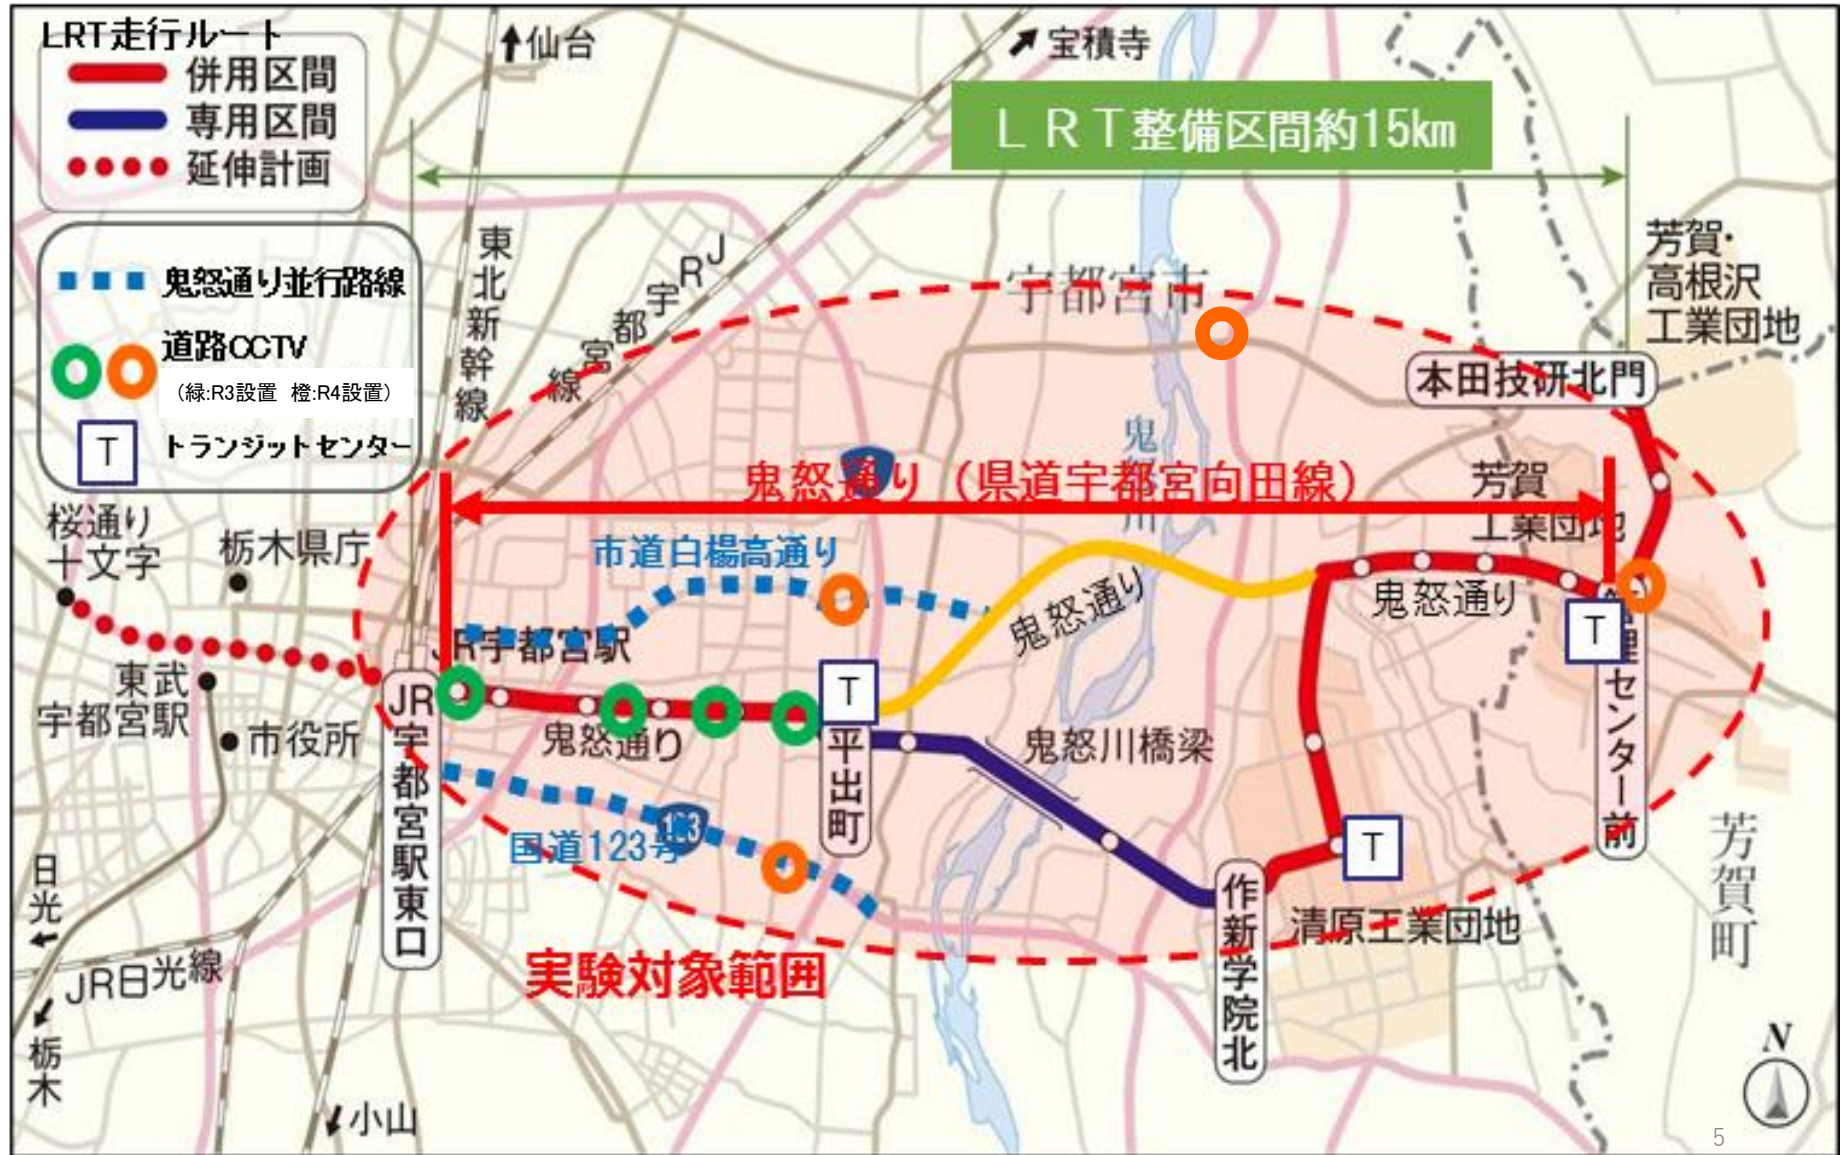 LRT走行ルート
併用区間
専用区間
延伸計画
鬼怒通り並行路線
道路CCTV
（緑:R3設置 橙:R4設置）
T
トランジットセンター
仙台
宝積寺
LRT整備区間約15km
東北新幹線
JR宇都宮線
宇都宮市
芳賀・
高根沢
工業団地
本田技研北門
鬼怒川
鬼怒通り（県道宇都宮向田線）
芳賀
工業団地
桜通り
十文字
栃木県庁
市道白楊高通り
鬼怒通り
鬼怒通り
JR宇都宮駅
T
T
センター前
東武
宇都宮駅
市役所
JR宇都宮駅東口
鬼怒通り
平出町
鬼怒川橋梁
123
国道123号
T
作新学院北
清原工業団地
芳賀町
実験対象範囲
日光
JR日光線
栃木
小山
N
5